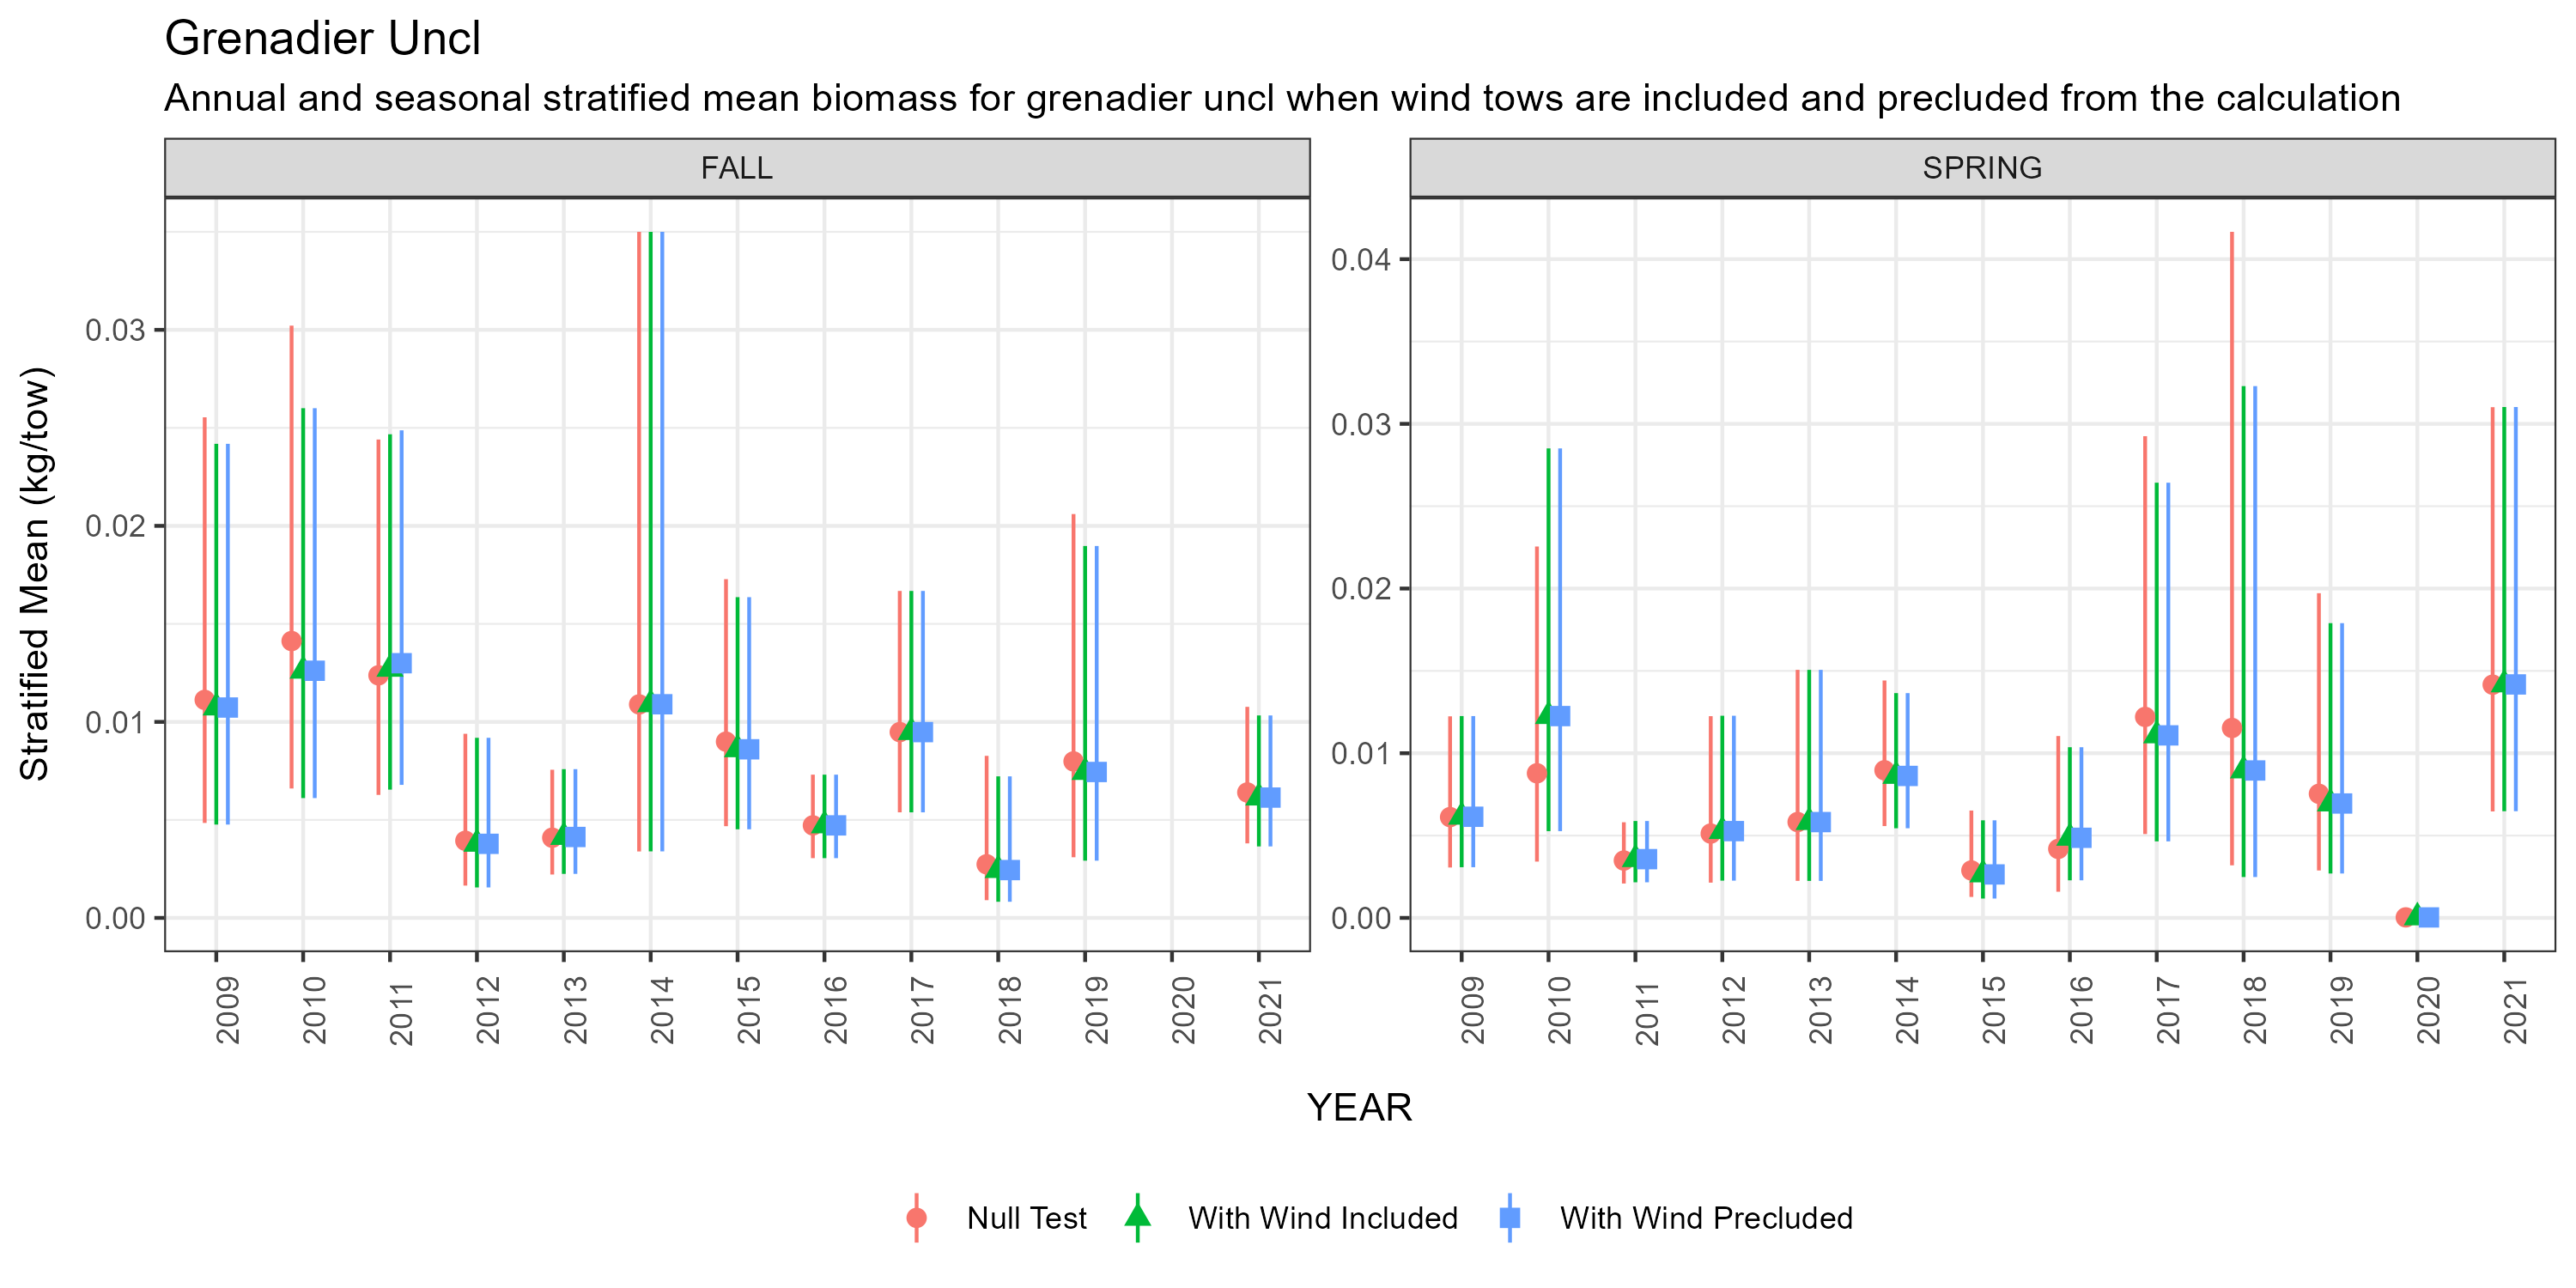 Grenadier Uncl
Annual and seasonal stratified mean biomass for grenadier uncl when wind tows are included and precluded from the calculation
FALL
SPRING
Stratified Mean (kg/tow)
0.03
0.02
0.01
0.00
0.04
0.03
0.02
0.01
0.00
2009 2010 2011 2012 2013 2014 2015 2016 2017 2018 2019 2020 2021
2009 2010 2011 2012 2013 2014 2015 2016 2017 2018 2019 2020 2021
YEAR
Null Test With Wind Included With Wind Precluded